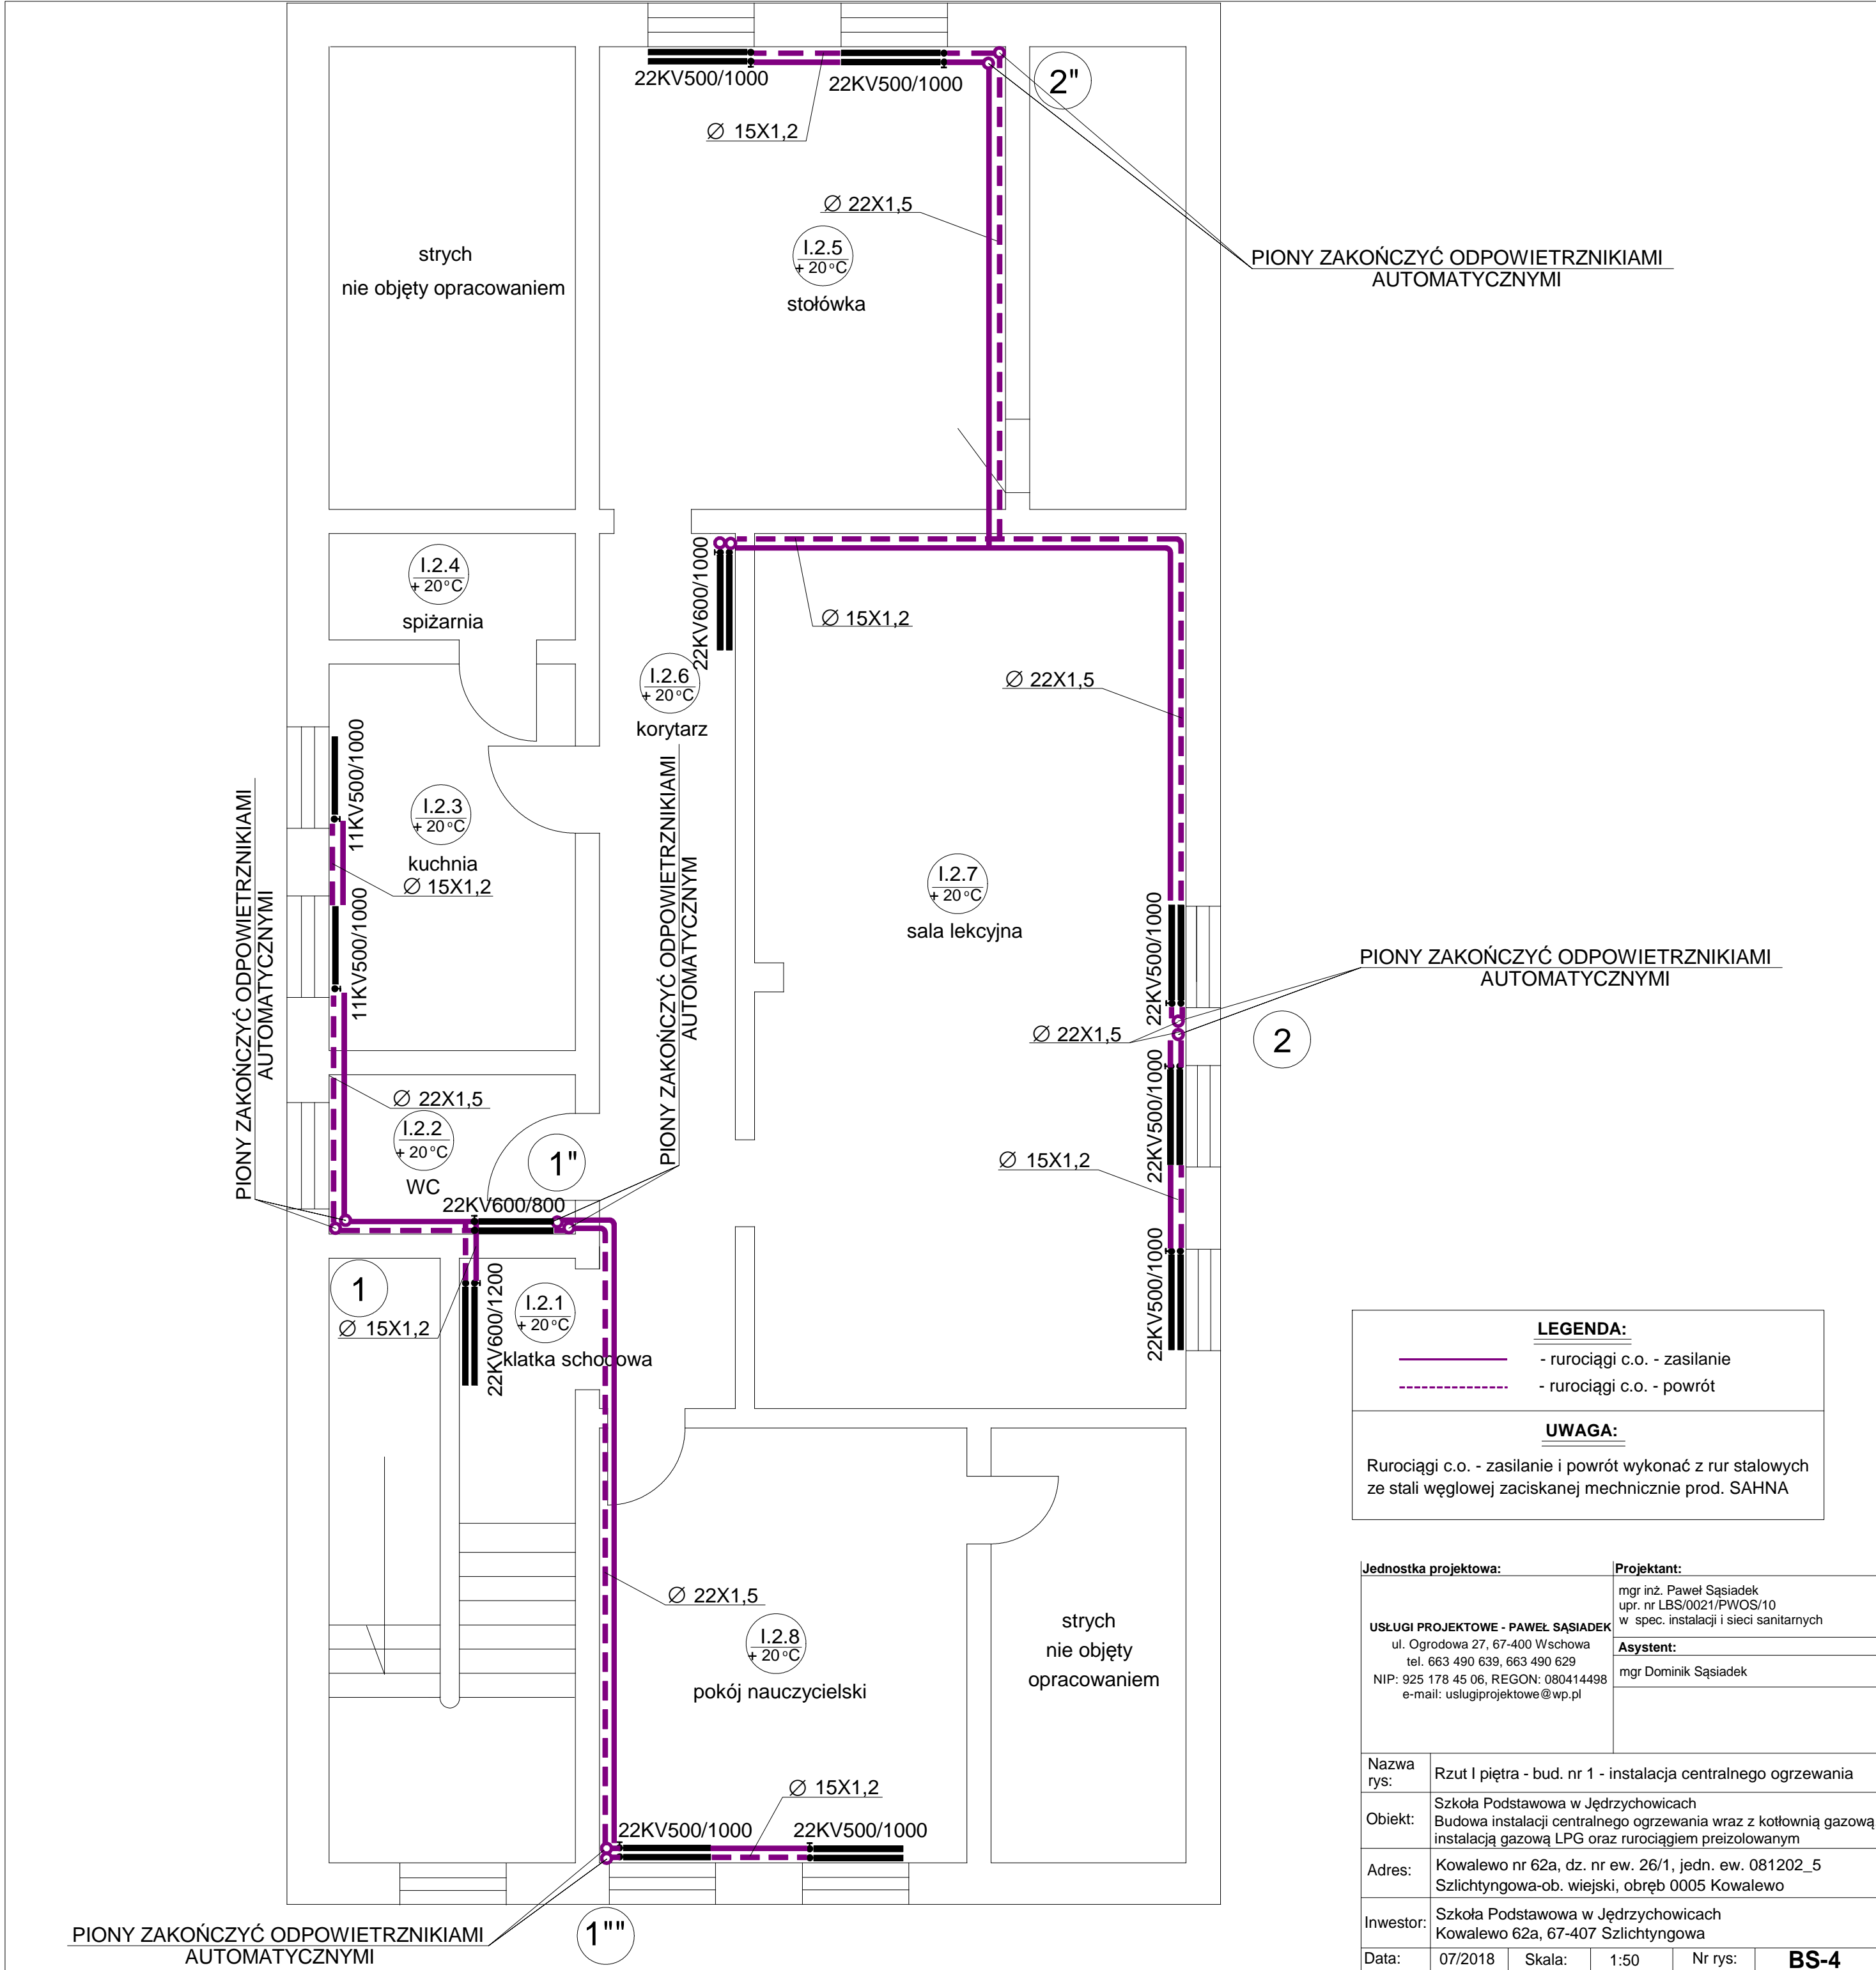 22KV500/1000
22KV500/1000
2"
Ø 15X1,2
Ø 22X1,5
I.2.5
+ 20°C
stołówka
strych
nie objęty opracowaniem
PIONY ZAKOŃCZYĆ ODPOWIETRZNIKIAMI
AUTOMATYCZNYMI
I.2.4
+ 20°C
spiżarnia
22KV600/1000
Ø 15X1,2
I.2.6
+ 20°C
korytarz
Ø 22X1,5
11KV500/1000
I.2.3
+ 20°C
kuchnia
Ø 15X1,2
11KV500/1000
PIONY ZAKOŃCZYĆ ODPOWIETRZNIKIAMI
AUTOMATYCZNYMI
PIONY ZAKOŃCZYĆ ODPOWIETRZNIKIAMI
AUTOMATYCZNYM
I.2.7
+ 20°C
sala lekcyjna
22KV500/1000
PIONY ZAKOŃCZYĆ ODPOWIETRZNIKIAMI
AUTOMATYCZNYMI
Ø 22X1,5
2
22KV500/1000
Ø 22X1,5
I.2.2
+ 20°C
WC
1"
Ø 15X1,2
22KV600/800
22KV500/1000
1
Ø 15X1,2
22KV600/1200
I.2.1
+ 20°C
klatka schodowa
LEGENDA:
- rurociągi c.o. - zasilanie
- rurociągi c.o. - powrót
UWAGA:
Rurociągi c.o. - zasilanie i powrót wykonać z rur stalowych
ze stali węglowej zaciskanej mechnicznie prod. SAHNA
Ø 22X1,5
I.2.8
+ 20°C
pokój nauczycielski
strych
nie objęty
opracowaniem
Ø 15X1,2
22KV500/1000
22KV500/1000
PIONY ZAKOŃCZYĆ ODPOWIETRZNIKIAMI
AUTOMATYCZNYMI
1""
Jednostka projektowa:
USŁUGI PROJEKTOWE - PAWEŁ SĄSIADEK
ul. Ogrodowa 27, 67-400 Wschowa
tel. 663 490 639, 663 490 629
NIP: 925 178 45 06, REGON: 080414498
e-mail: uslugiprojektowe@wp.pl
Projektant:
mgr inż. Paweł Sąsiadek
upr. nr LBS/0021/PWOS/10
w spec. instalacji i sieci sanitarnych
Asystent:
mgr Dominik Sąsiadek
Nazwa
rys:
Rzut I piętra - bud. nr 1 - instalacja centralnego ogrzewania
Obiekt:
Szkoła Podstawowa w Jędrzychowicach
Budowa instalacji centralnego ogrzewania wraz z kotłownią gazową
instalacją gazową LPG oraz rurociągiem preizolowanym
Adres:
Kowalewo nr 62a, dz. nr ew. 26/1, jedn. ew. 081202_5
Szlichtyngowa-ob. wiejski, obręb 0005 Kowalewo
Inwestor:
Szkoła Podstawowa w Jędrzychowicach
Kowalewo 62a, 67-407 Szlichtyngowa
Data: 07/2018 Skala: 1:50 Nr rys: BS-4